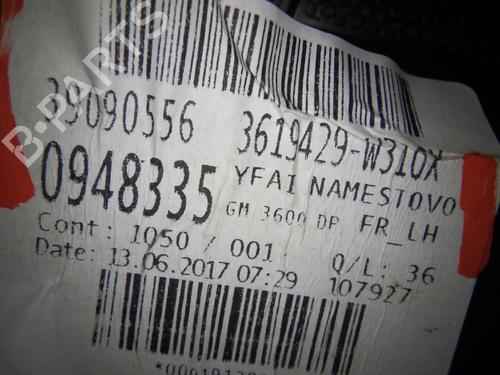 39090556 3619429-W310X
0948335 YFAI NAMESTOVO
GM 3600 DP FR_LH
Cont: 1050 / 001 Q/L: 36
Date: 13.06.2017 07:29 107927
B-PARTS